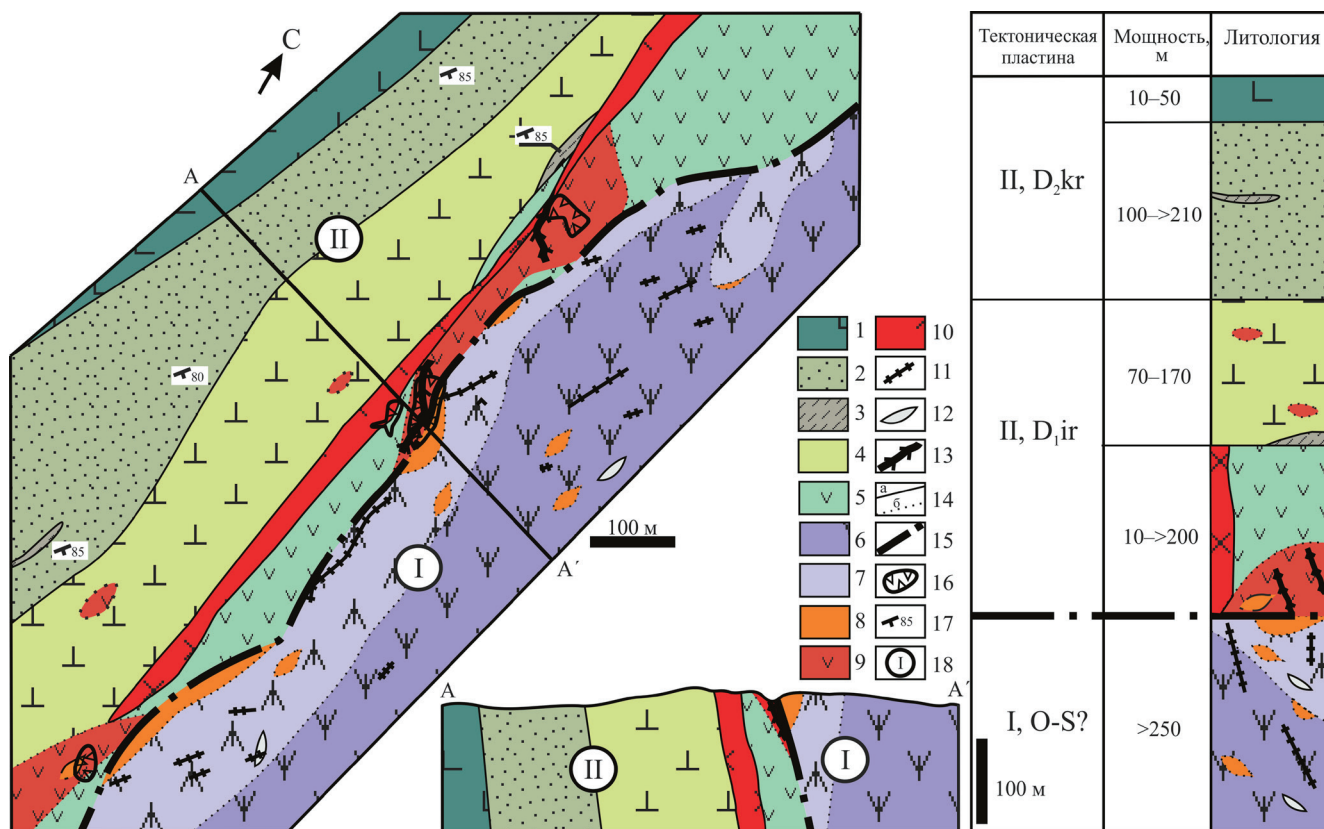 С
85
85
А
II
80
85
I
100 м
А´
1
2
3
4
5
6
7
8
9
10
11
12
13
а
б
14
15
16
85
17
I
18
А
А´
II
I
Тектоническая
пластина
Мощность,
м
Литология
II, D₂kr
10–50
100–>210
II, D₁ir
70–170
10–>200
I, O-S?
>250
100 м